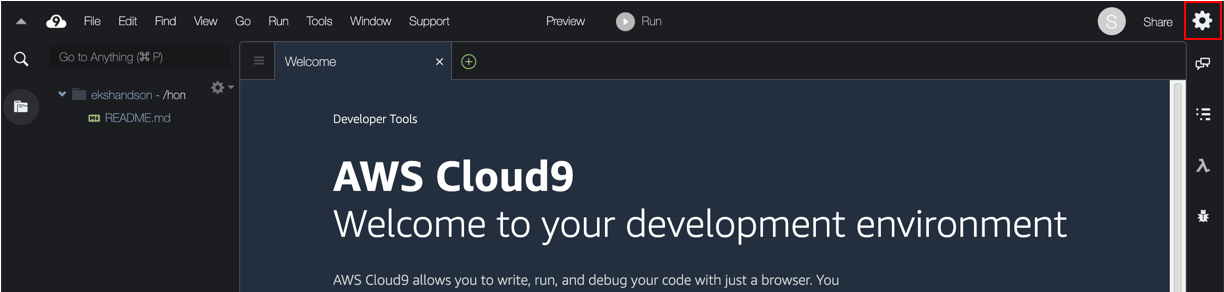 9 File Edit Find View Go Run Tools Window Support Preview Run S Share
Go to Anything (⌘ P)
Welcome
ekshandson - /hon
README.md
Developer Tools
AWS Cloud9
Welcome to your development environment
AWS Cloud9 allows you to write, run, and debug your code with just a browser. You